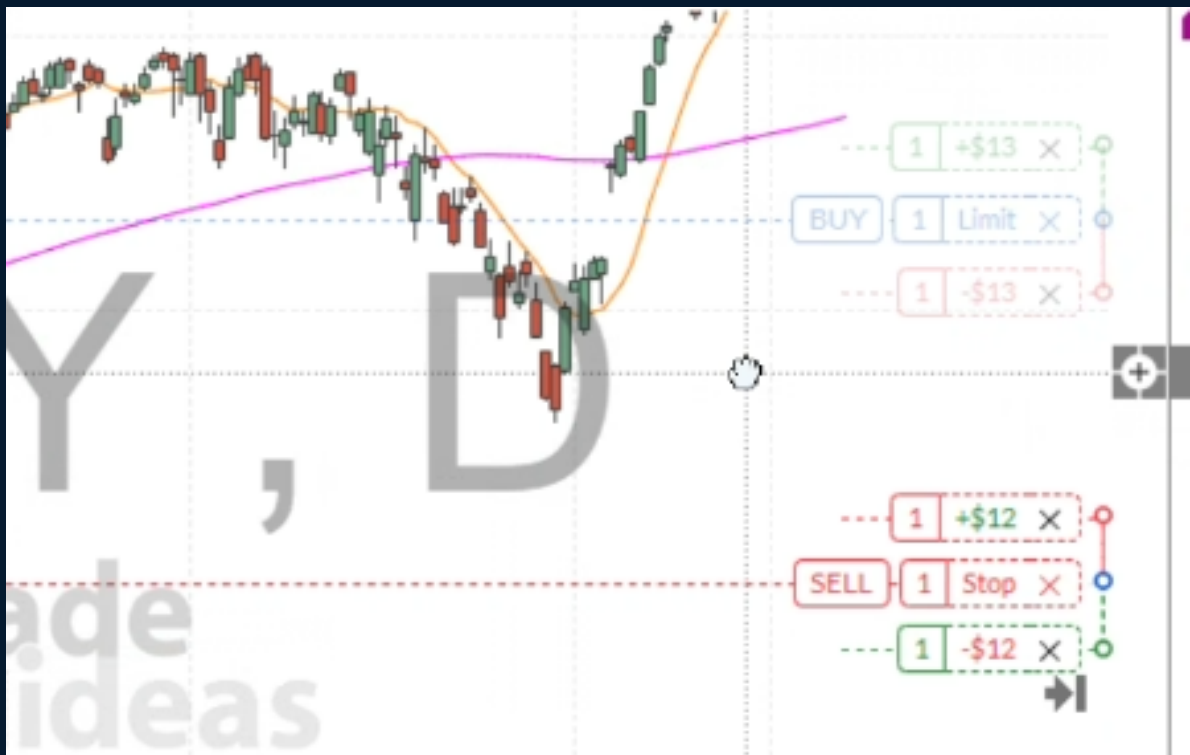 1 +$13 ×
BUY 1 Limit ×
1 -$13 ×
Y, D
1 +$12 ×
SELL 1 Stop ×
1 -$12 ×
ade
ideas